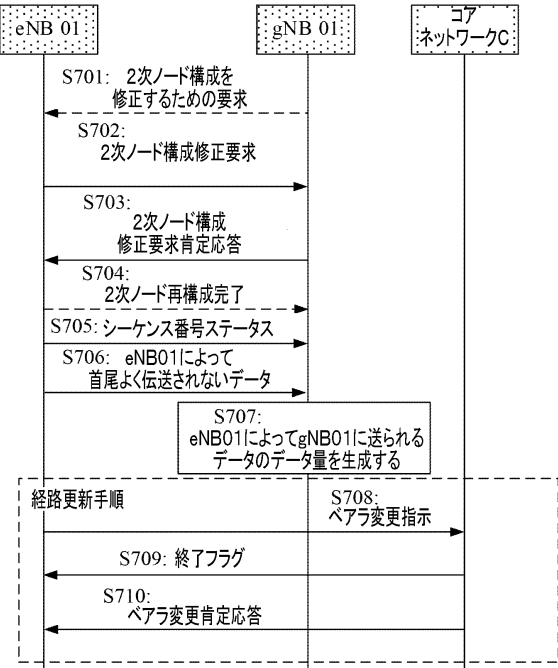 eNB 01
gNB 01
コア
ネットワークC
S701: 2次ノード構成を
修正するための要求
S702:
2次ノード構成修正要求
S703:
2次ノード構成
修正要求肯定応答
S704:
2次ノード再構成完了
S705: シーケンス番号ステータス
S706: eNB01によって
首尾よく伝送されないデータ
S707:
eNB01によってgNB01に送られる
データのデータ量を生成する
経路更新手順
S708:
ベアラ変更指示
S709: 終了フラグ
S710:
ベアラ変更肯定応答